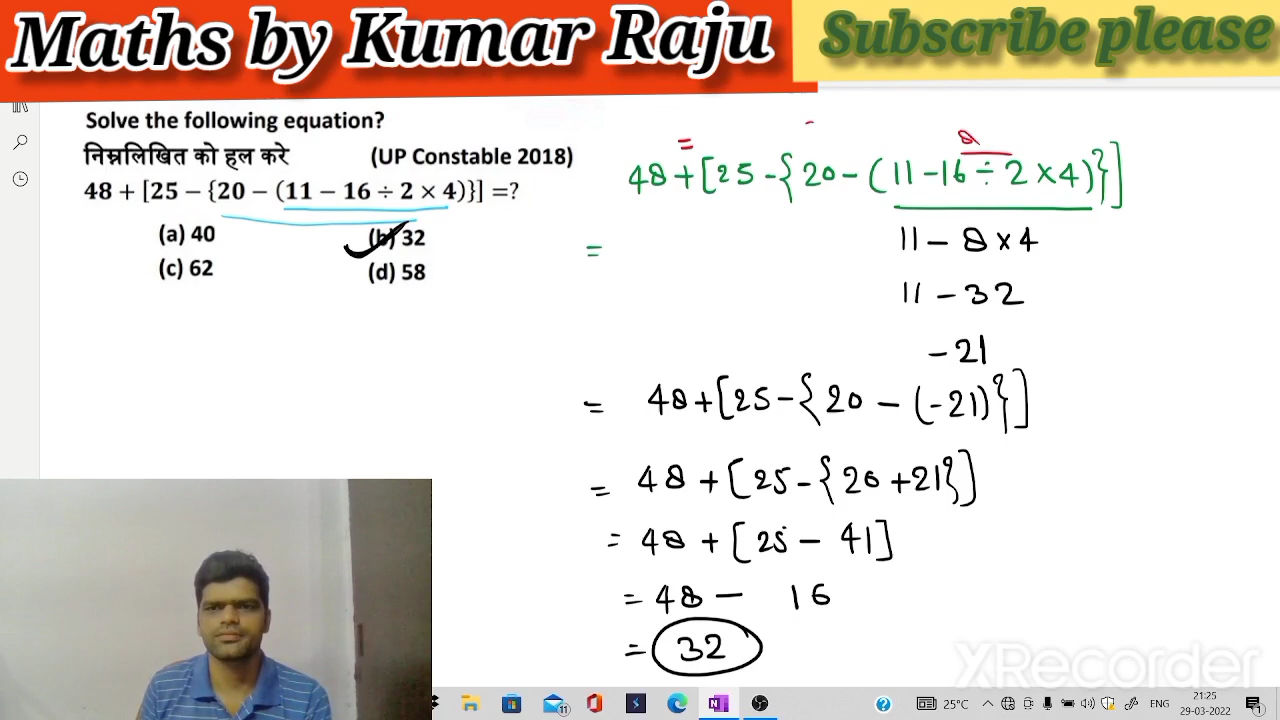 Maths by Kumar Raju
Subscribe please
Solve the following equation?
निम्नलिखित को हल करे (UP Constable 2018)
48 + [25 − {20 − (11 − 16 ÷ 2 × 4)}] =?
(a) 40
(b) 32
(c) 62
(d) 58
= 8
48+[25-{20-(11-16÷2×4)}]
=
11-8×4
11-32
-21
= 48+[25-{20-(-21)}]
= 48+[25-{20+21}]
= 48+[25-41]
= 48- 16
= 32
XRecorder
11
25°C
ENG
21:25
29-03-2022
1